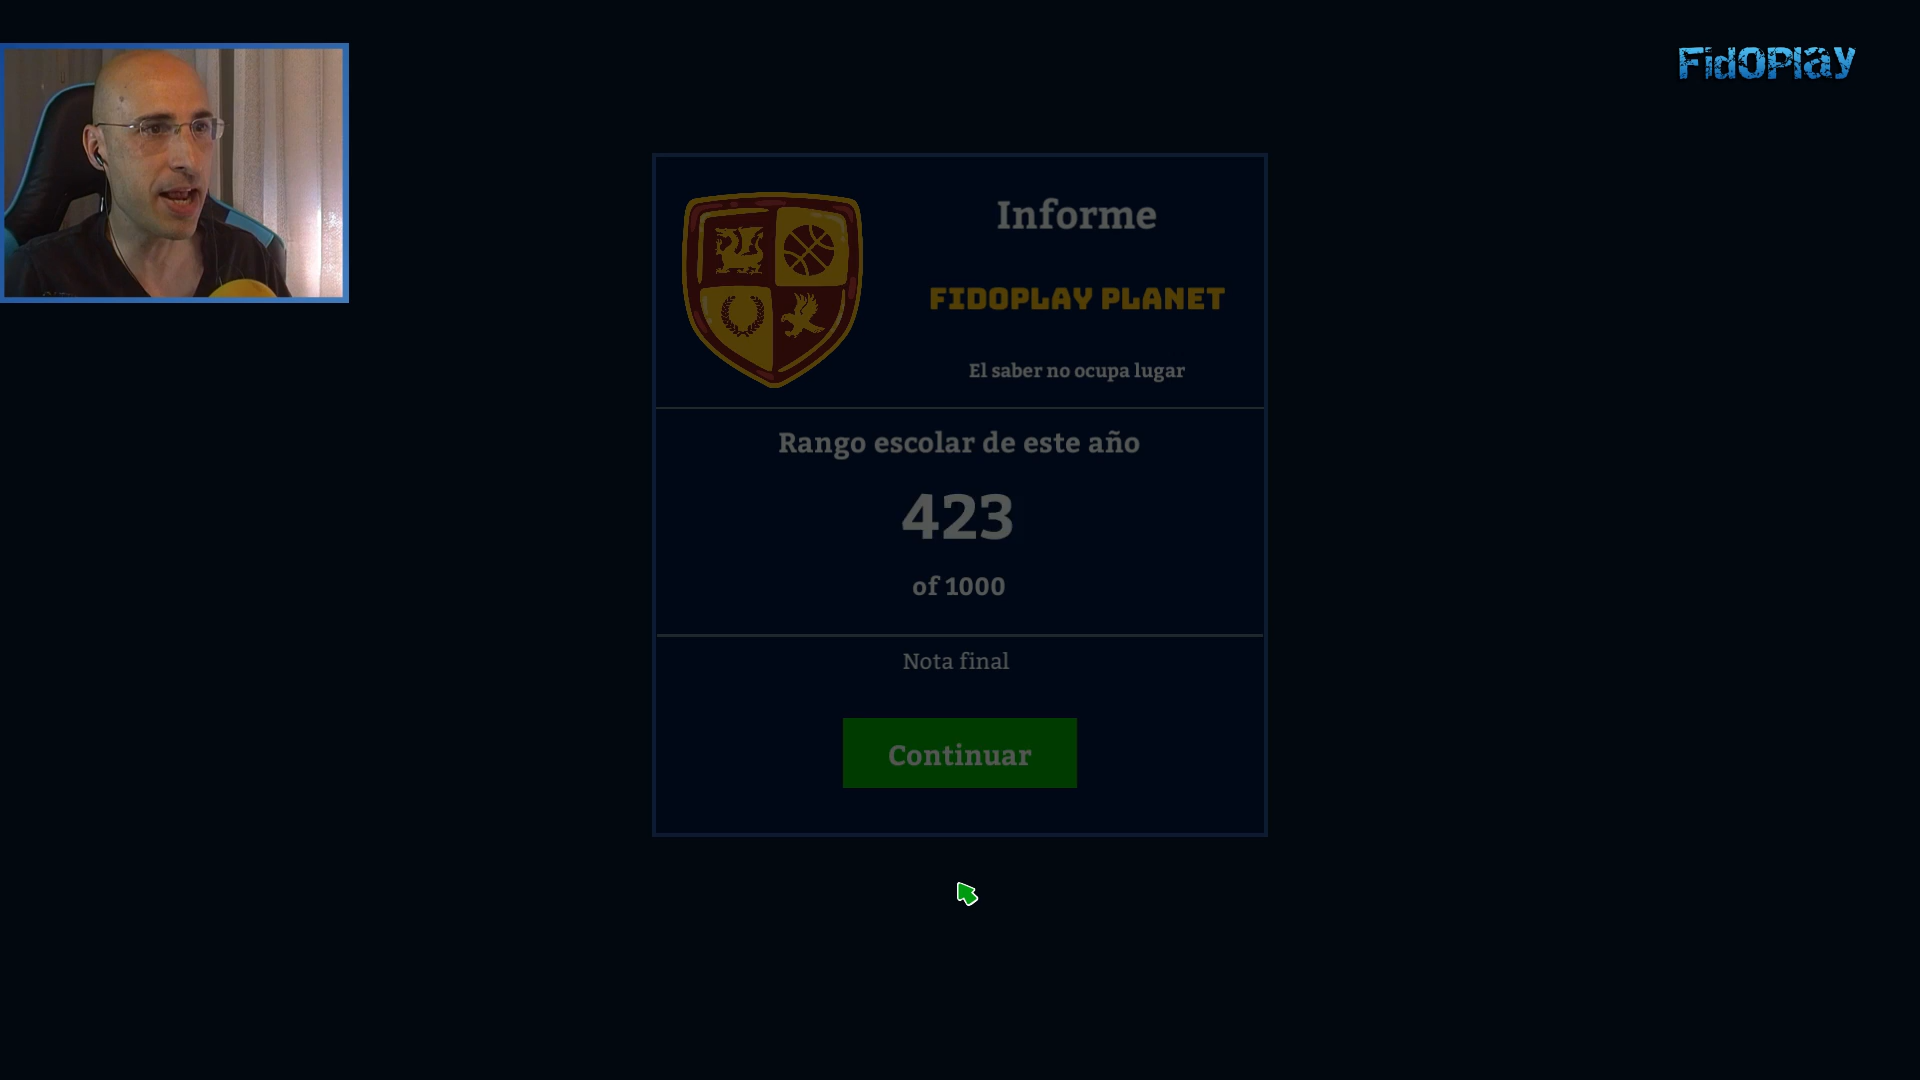 FidOPlay
Informe
FIDOPLAY PLANET
El saber no ocupa lugar
Rango escolar de este año
423
of 1000
Nota final
Continuar